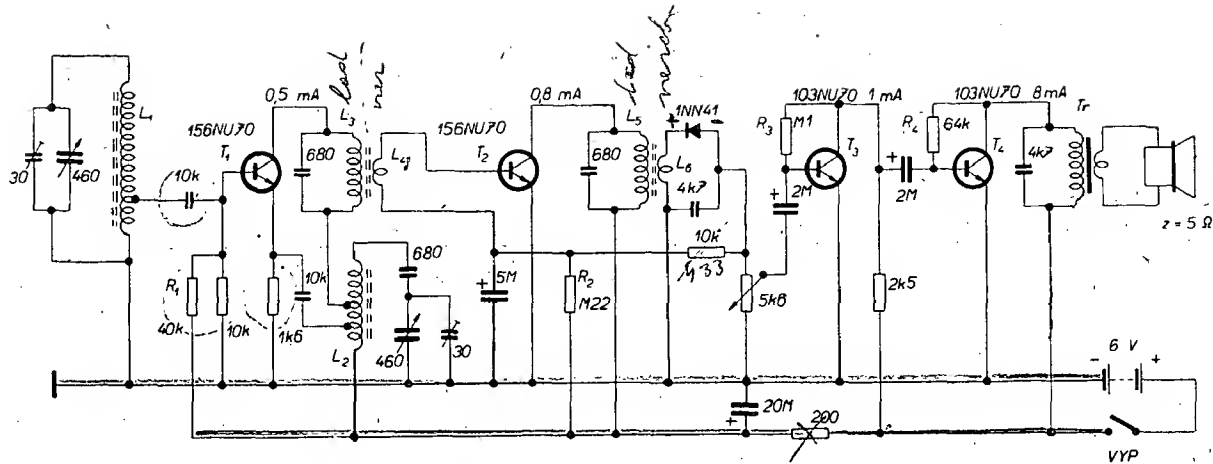 L1
30
460
10k
R1
40k
10k
156NU70
T1
0,5 mA
1k6
10k
L3
680
L2
680
460
30
L4
5M
156NU70
T2
0,8 mA
R2
M22
680
L5
L6
1NN41
+
-
4k7
10k
5k6
103NU70
R3
M1
T3
2M
+
1 mA
2k5
2M
+
R4
64k
103NU70
T4
8 mA
4k7
Tr
z = 5 Ω
20M
+
200
- 6 V +
VYP